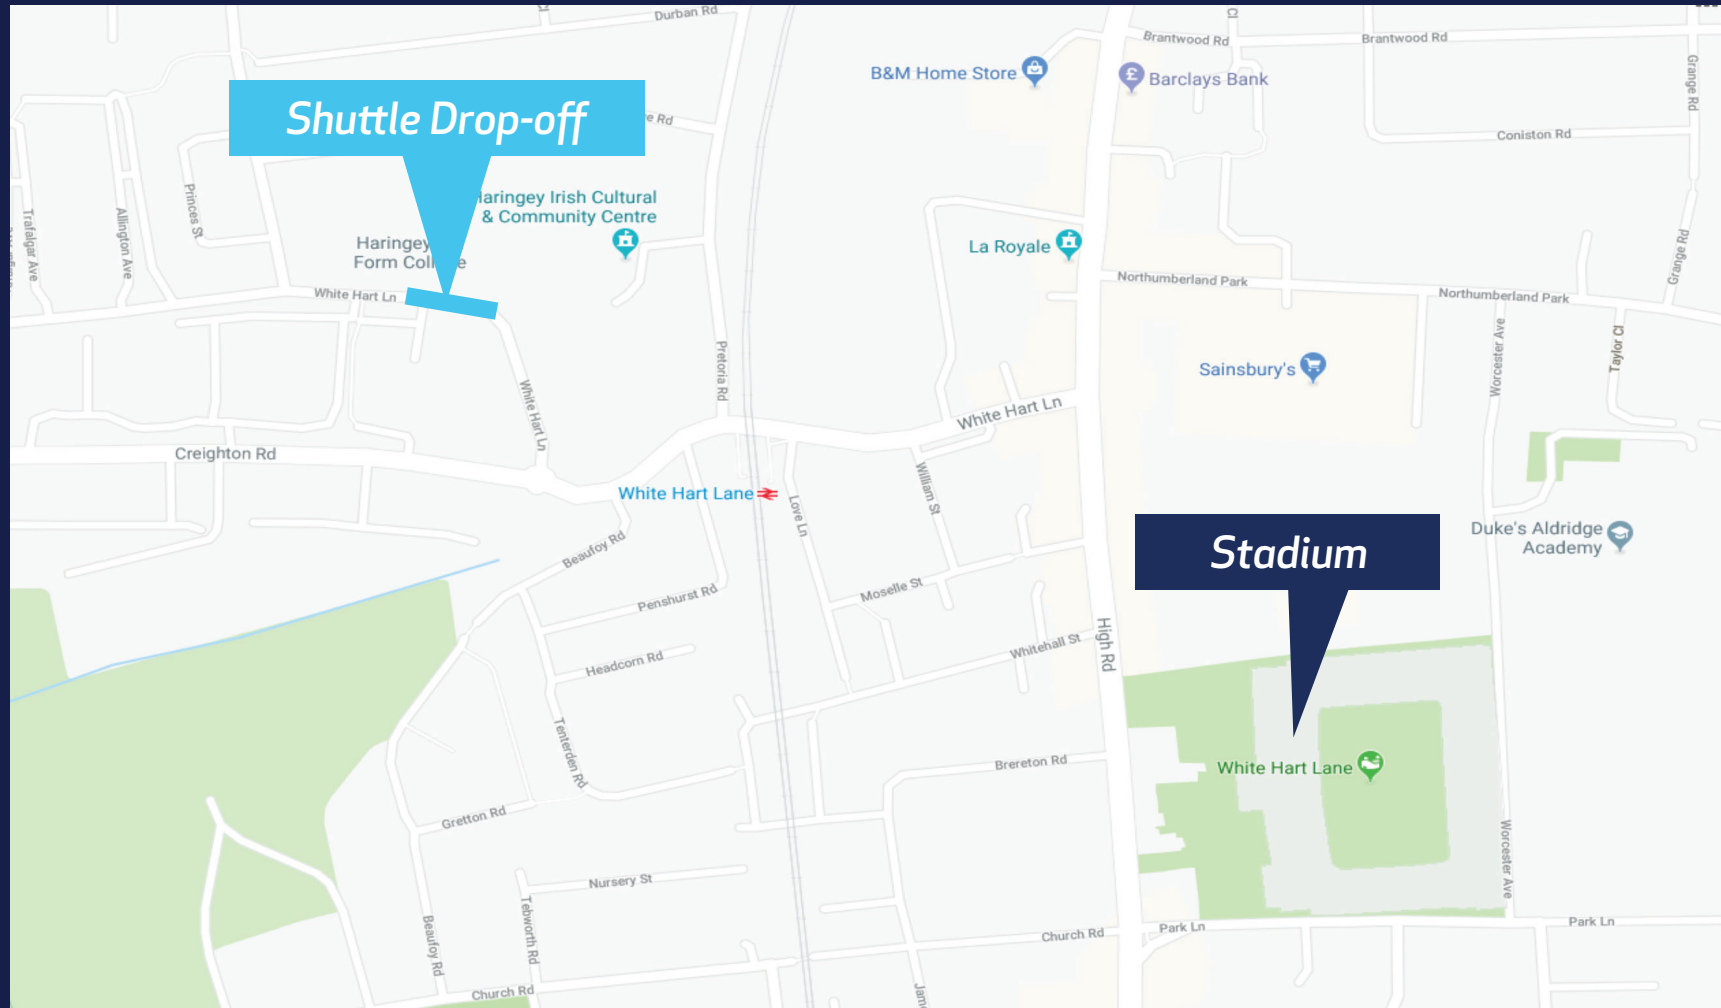 Durban Rd
Brantwood Rd
Brantwood Rd
B&M Home Store
Barclays Bank
Grange Rd
Shuttle Drop-off
Rd
Coniston Rd
Princes St
Allington Ave
Trafalgar Ave
Irish Cultural
& Community Centre
Haringey
Form
La Royale
Grange Rd
Northumberland Park
Northumberland Park
White Hart Ln
Pretoria Rd
Worcester Ave
Taylor Cl
Sainsbury's
White Hart Ln
White Hart Ln
Creighton Rd
White Hart Lane
Love Ln
William St
Duke's Aldridge
Academy
Stadium
Beaufoy Rd
Moselle St
Penshurst Rd
High Rd
Whitehall St
Headcorn Rd
Tenterden Rd
Brereton Rd
White Hart Lane
Gretton Rd
Worcester Ave
Nursery St
Tebworth Rd
Beaufoy Rd
Church Rd
Park Ln
Park Ln
Church Rd